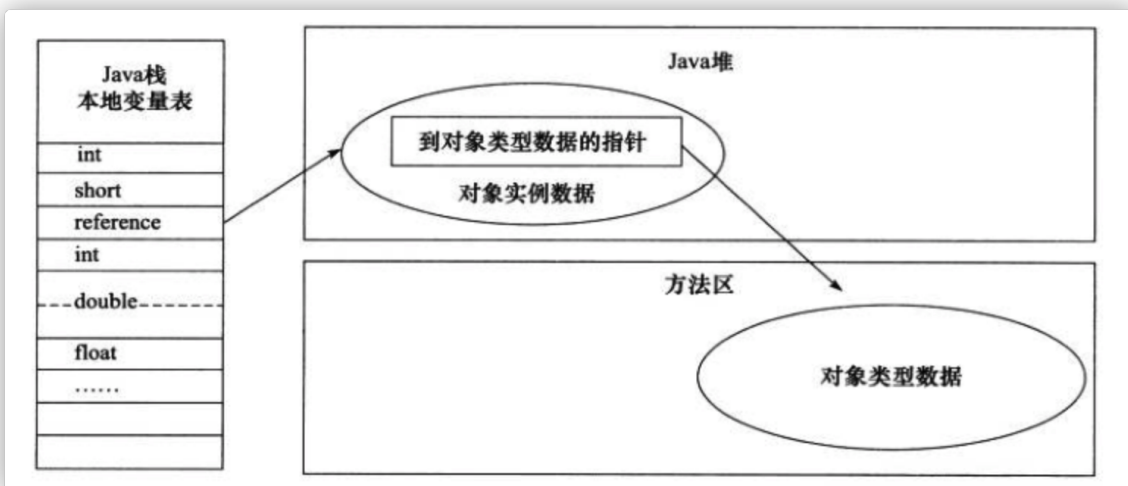 Java栈
本地变量表
int
short
reference
int
double
float
……
Java堆
到对象类型数据的指针
对象实例数据
方法区
对象类型数据